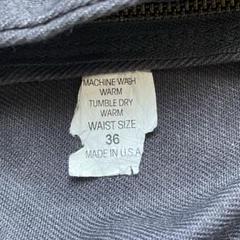 MACHINE WASH
WARM
TUMBLE DRY
WARM
WAIST SIZE
36
MADE IN U.S.A